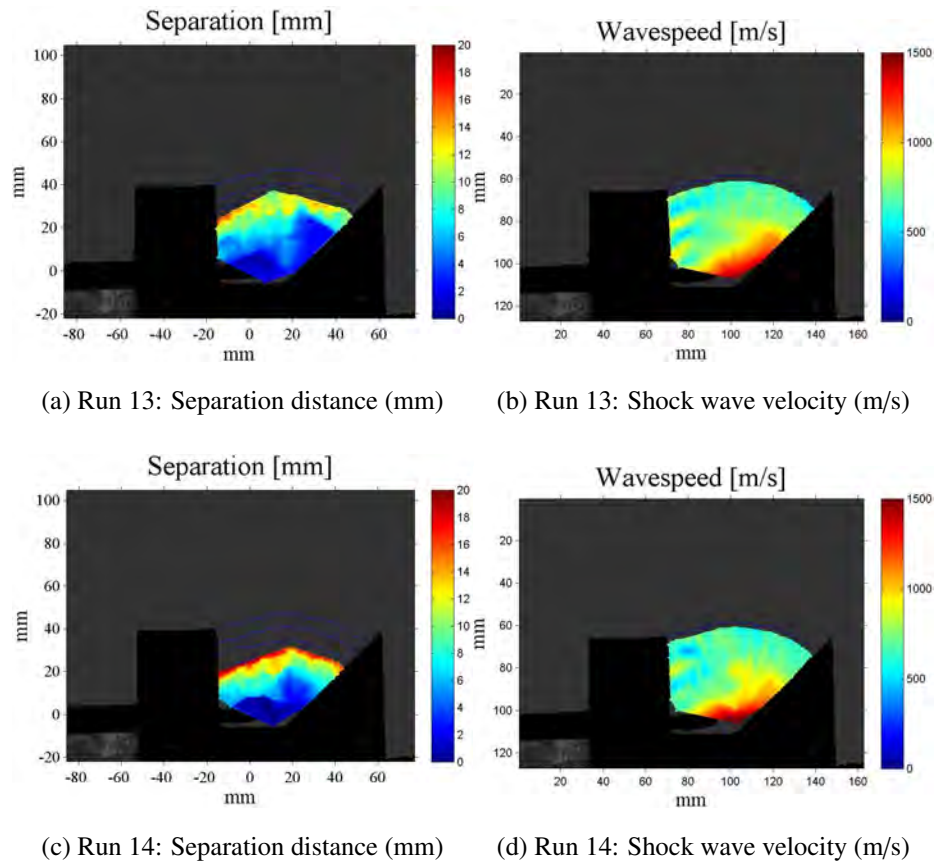 Separation [mm]
Wavespeed [m/s]
100
80
60
40
20
0
-20
mm
-80 -60 -40 -20 0 20 40 60
mm
20
18
16
14
12
10
8
6
4
2
0
20
40
60
80
100
120
mm
20 40 60 80 100 120 140 160
mm
1500
1000
500
0
(a) Run 13: Separation distance (mm)
(b) Run 13: Shock wave velocity (m/s)
Separation [mm]
Wavespeed [m/s]
100
80
60
40
20
0
-20
mm
-80 -60 -40 -20 0 20 40 60
mm
20
18
16
14
12
10
8
6
4
2
0
20
40
60
80
100
120
mm
20 40 60 80 100 120 140 160
mm
1500
1000
500
0
(c) Run 14: Separation distance (mm)
(d) Run 14: Shock wave velocity (m/s)